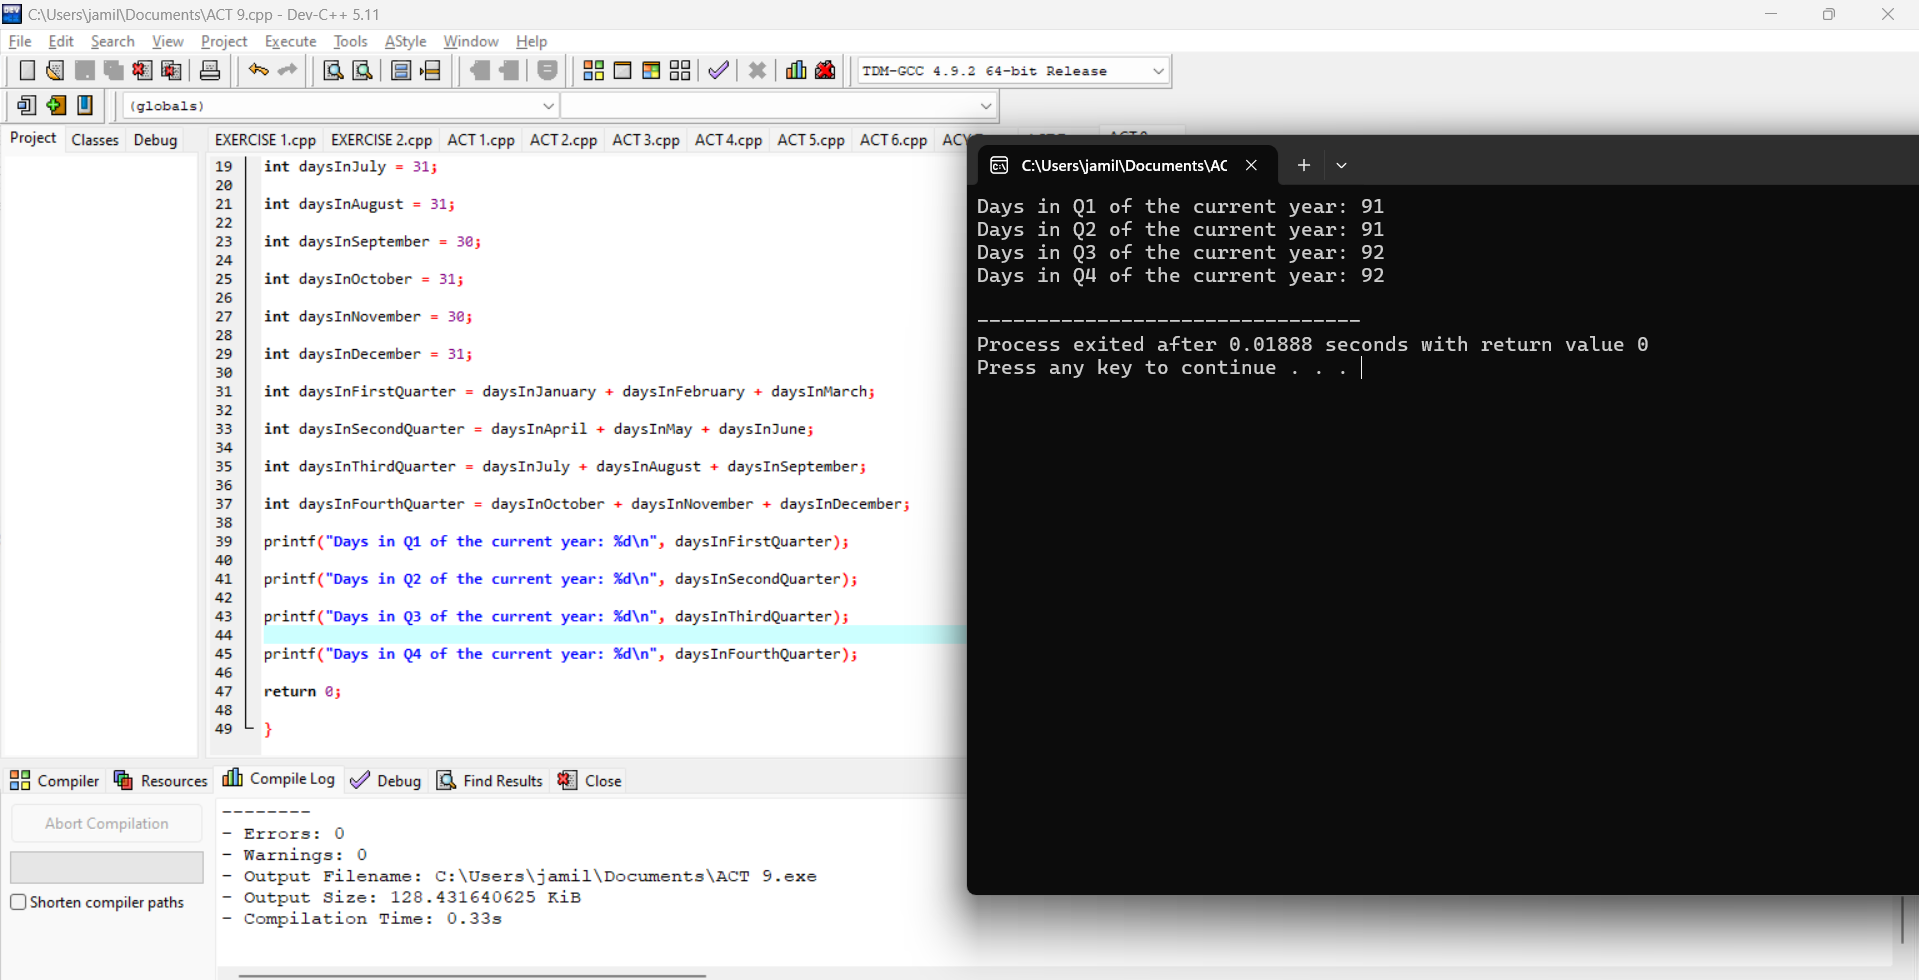 C:\Users\jamil\Documents\ACT 9.cpp - Dev-C++ 5.11
File Edit Search View Project Execute Tools AStyle Window Help
TDM-GCC 4.9.2 64-bit Release
(globals)
Project Classes Debug
EXERCISE 1.cpp EXERCISE 2.cpp ACT 1.cpp ACT 2.cpp ACT 3.cpp ACT 4.cpp ACT 5.cpp ACT 6.cpp
19 int daysInJuly = 31;
20
21 int daysInAugust = 31;
22
23 int daysInSeptember = 30;
24
25 int daysInOctober = 31;
26
27 int daysInNovember = 30;
28
29 int daysInDecember = 31;
30
31 int daysInFirstQuarter = daysInJanuary + daysInFebruary + daysInMarch;
32
33 int daysInSecondQuarter = daysInApril + daysInMay + daysInJune;
34
35 int daysInThirdQuarter = daysInJuly + daysInAugust + daysInSeptember;
36
37 int daysInFourthQuarter = daysInOctober + daysInNovember + daysInDecember;
38
39 printf("Days in Q1 of the current year: %d\n", daysInFirstQuarter);
40
41 printf("Days in Q2 of the current year: %d\n", daysInSecondQuarter);
42
43 printf("Days in Q3 of the current year: %d\n", daysInThirdQuarter);
44
45 printf("Days in Q4 of the current year: %d\n", daysInFourthQuarter);
46
47 return 0;
48
49 }
C:\Users\jamil\Documents\AC
Days in Q1 of the current year: 91
Days in Q2 of the current year: 91
Days in Q3 of the current year: 92
Days in Q4 of the current year: 92
--------------------------------
Process exited after 0.01888 seconds with return value 0
Press any key to continue . . .
Compiler Resources Compile Log Debug Find Results Close
Abort Compilation
Shorten compiler paths
--------
- Errors: 0
- Warnings: 0
- Output Filename: C:\Users\jamil\Documents\ACT 9.exe
- Output Size: 128.431640625 KiB
- Compilation Time: 0.33s